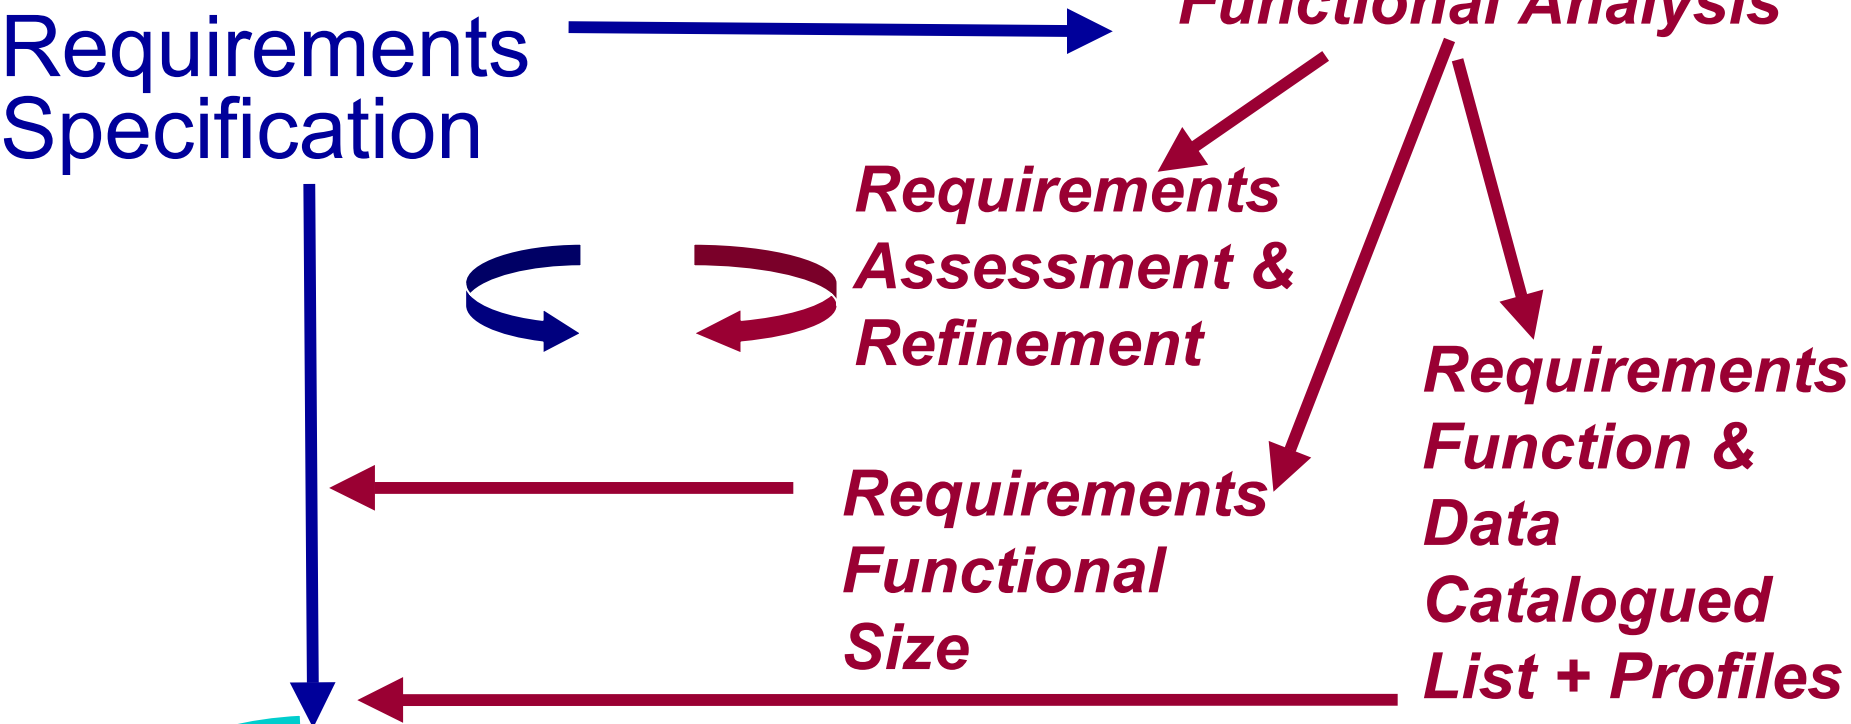 Functional Analysis
Requirements
Specification
Requirements
Assessment &
Refinement
Requirements
Functional
Size
Requirements
Function &
Data
Catalogued
List + Profiles